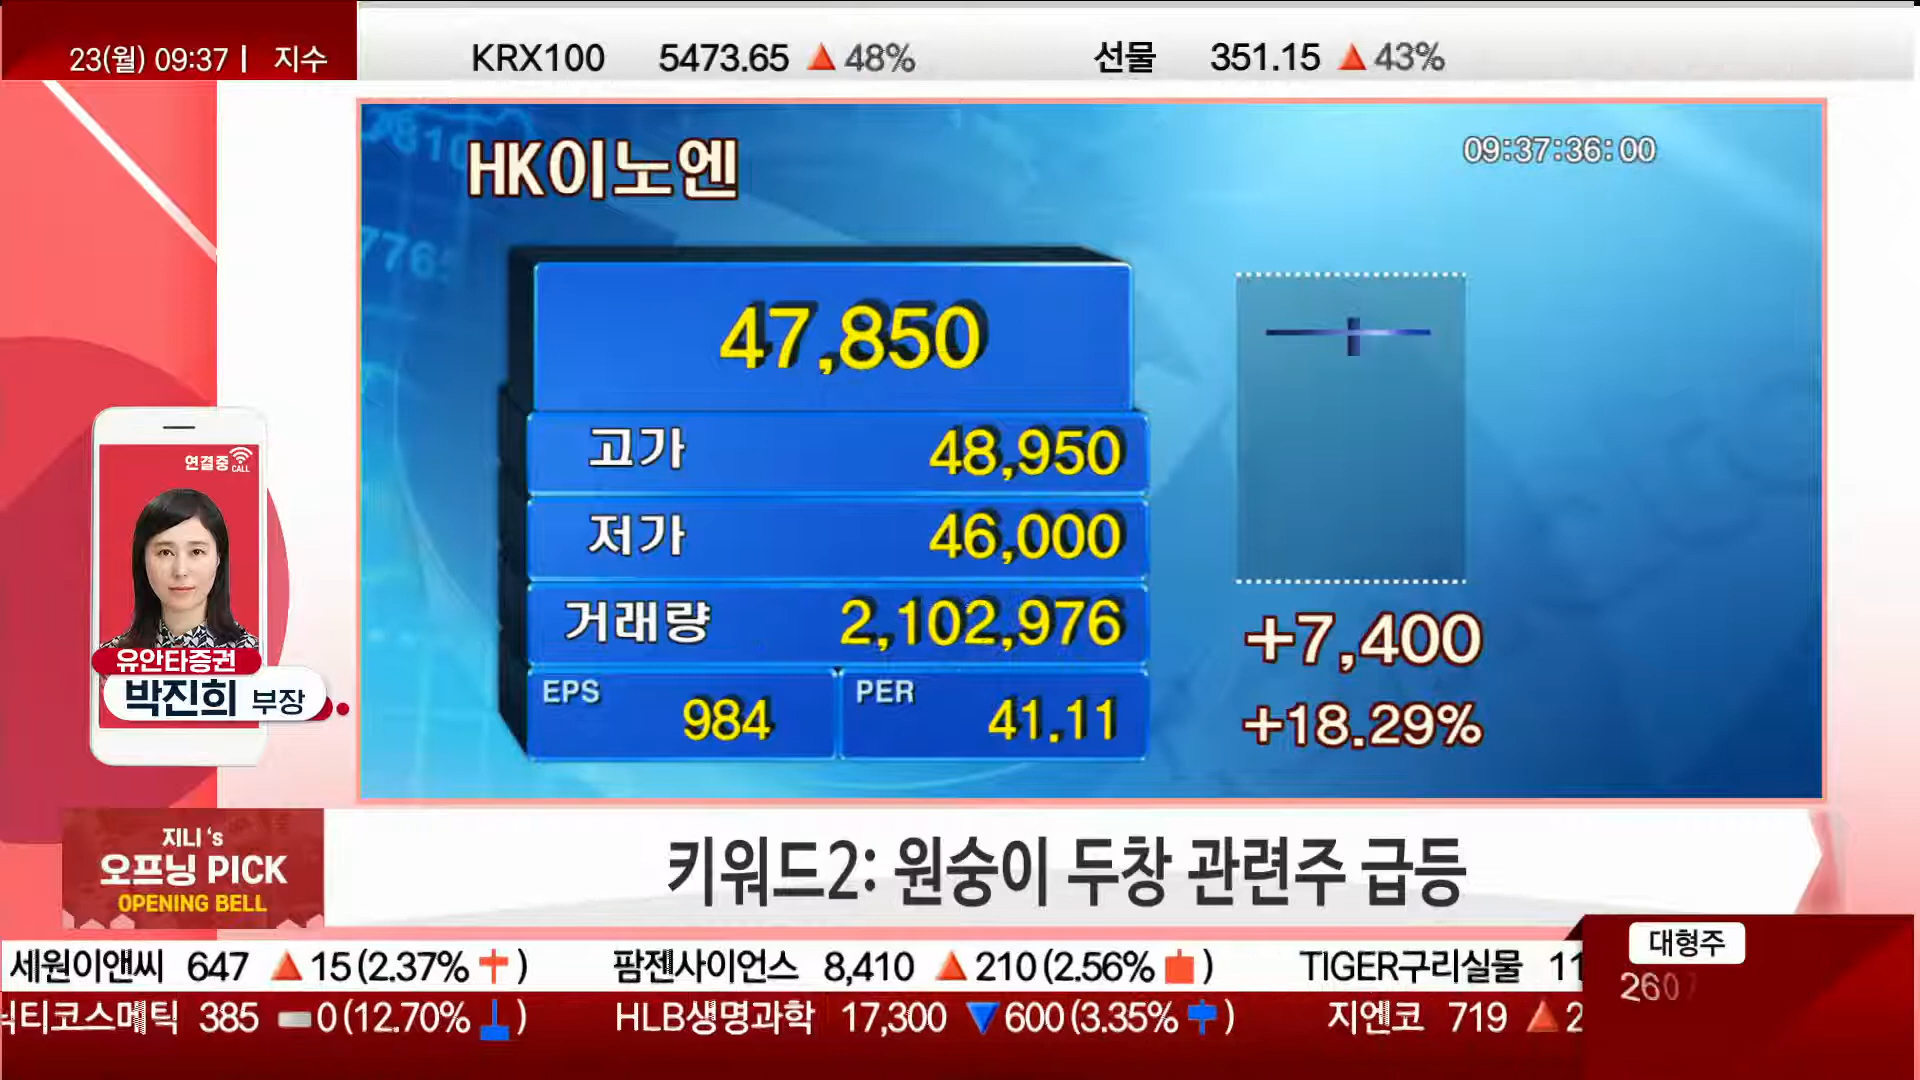 23(월) 09:37 | 지수 KRX100 5473.65 ▲ 48% 선물 351.15 ▲ 43%
HK이노엔
09:37:36:00
47,850
고가 48,950
저가 46,000
거래량 2,102,976
EPS 984 PER 41.11
+7,400
+18.29%
연결중
CALL
유안타증권
박진희 부장
지니's
오프닝 PICK
OPENING BELL
키워드2: 원숭이 두창 관련주 급등
세원이앤씨 647 ▲ 15 (2.37% ) 팜젠사이언스 8,410 ▲ 210 (2.56% ) TIGER구리실물 11
티코스메틱 385 0 (12.70% ) HLB생명과학 17,300 ▼ 600 (3.35% ) 지엔코 719 ▲ 2
대형주
2607